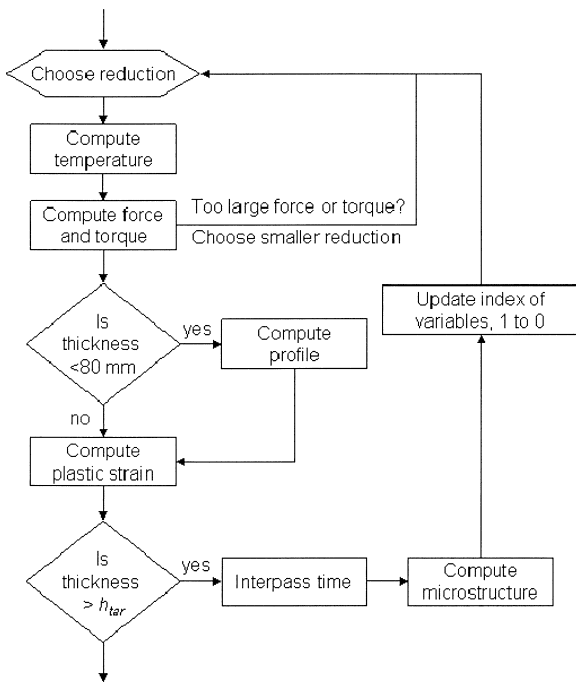 Choose reduction
Compute
temperature
Compute force
and torque
Too large force or torque?
Choose smaller reduction
Is
thickness
<80 mm
yes
Compute
profile
no
Compute
plastic strain
Is
thickness
> htar
yes
Interpass time
Compute
microstructure
Update index of
variables, 1 to 0